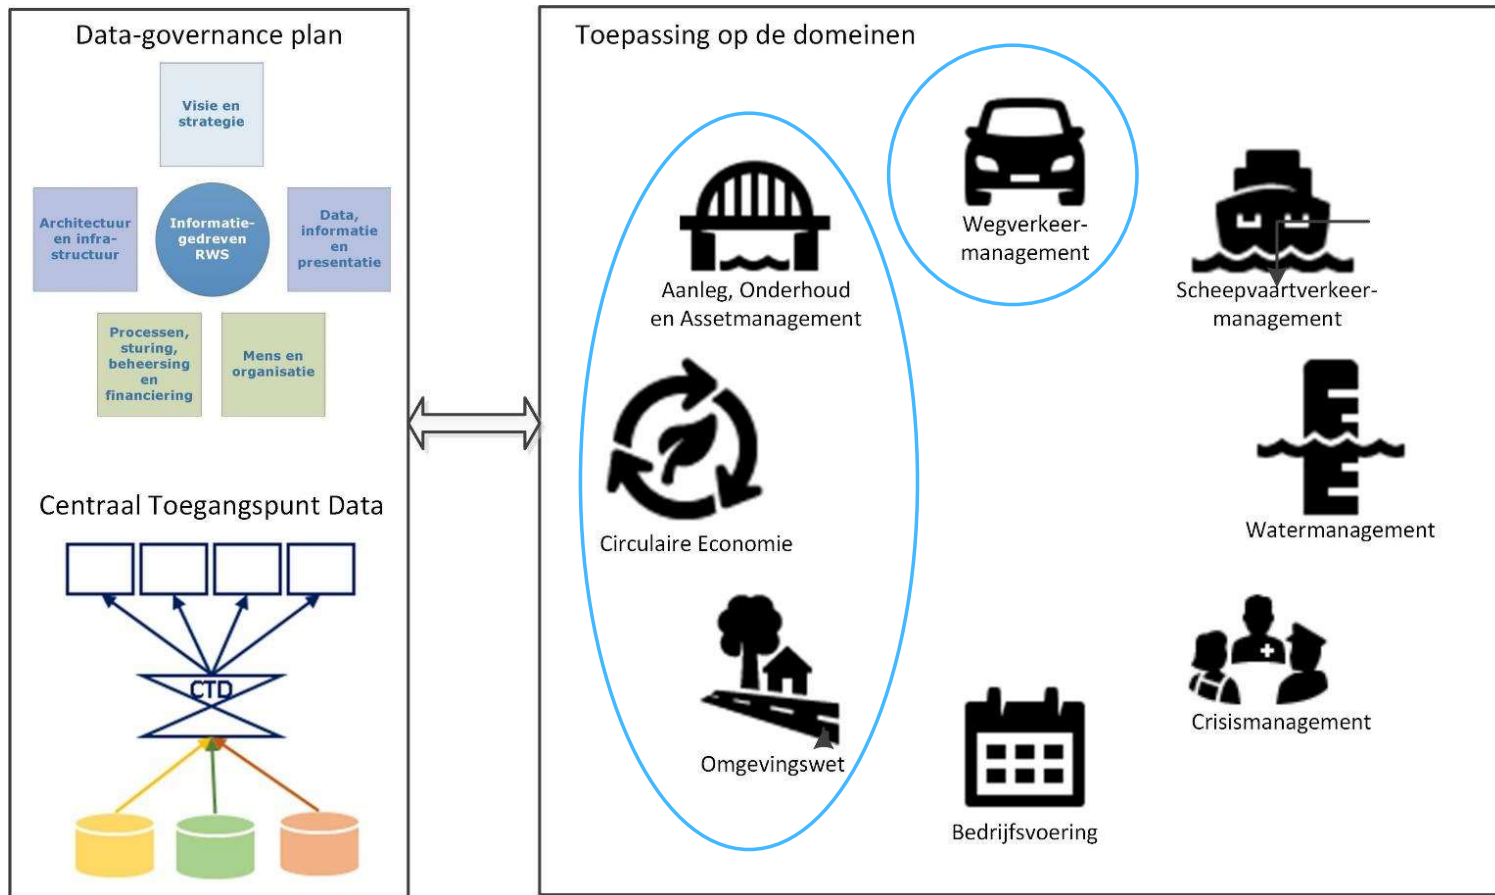 Data-governance plan
Visie en
strategie
Architectuur
en infra-
structuur
Informatie-
gedreven
RWS
Data,
informatie
en
presentatie
Processen,
sturing,
beheersing
en
financiering
Mens en
organisatie
Centraal Toegangspunt Data
CTD
Toepassing op de domeinen
Wegverkeer-
management
Aanleg, Onderhoud
en Assetmanagement
Scheepvaartverkeer-
management
Circulaire Economie
Watermanagement
Omgevingswet
Crisismanagement
Bedrijfsvoering